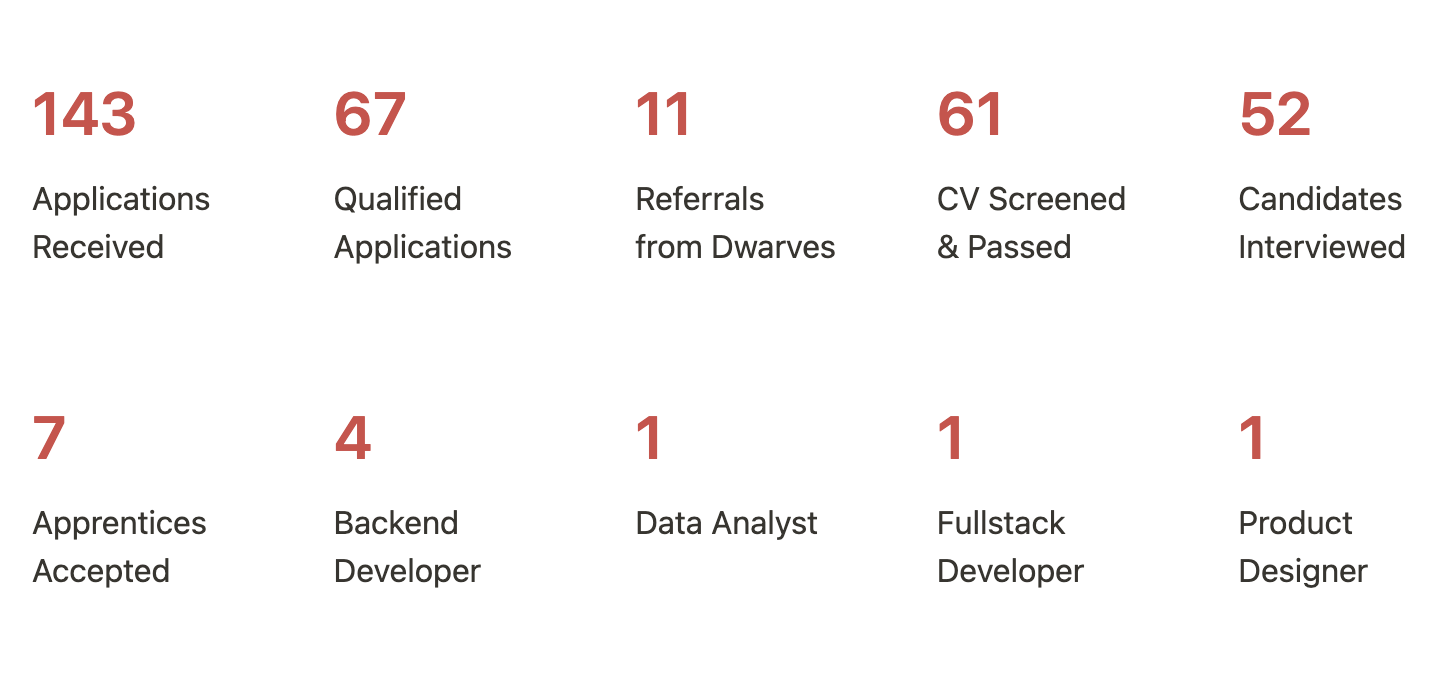 143
Applications
Received
67
Qualified
Applications
11
Referrals
from Dwarves
61
CV Screened
& Passed
52
Candidates
Interviewed
7
Apprentices
Accepted
4
Backend
Developer
1
Data Analyst
1
Fullstack
Developer
1
Product
Designer